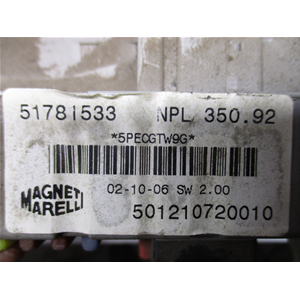 51781533 NPL 350.92
*5PECGTW9G*
02-10-06 SW 2.00
MAGNETI
MARELLI
501210720010